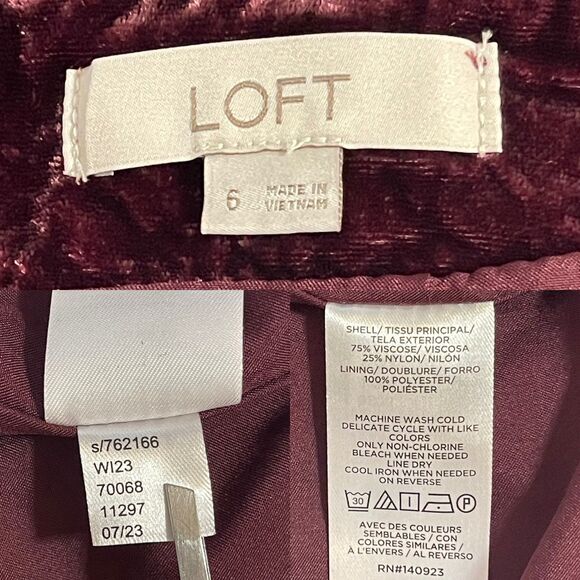 LOFT
6
MADE IN
VIETNAM
s/762166
WI23
70068
11297
07/23
SHELL/ TISSU PRINCIPAL/
TELA EXTERIOR
75% VISCOSE/ VISCOSA
25% NYLON/ NILÓN
LINING/ DOUBLURE/ FORRO
100% POLYESTER/
POLIÉSTER
MACHINE WASH COLD
DELICATE CYCLE WITH LIKE
COLORS
ONLY NON-CHLORINE
BLEACH WHEN NEEDED
LINE DRY
COOL IRON WHEN NEEDED
ON REVERSE
30
AVEC DES COULEURS
SEMBLABLES / CON
COLORES SIMILARES /
À L'ENVERS / AL REVERSO
RN#140923